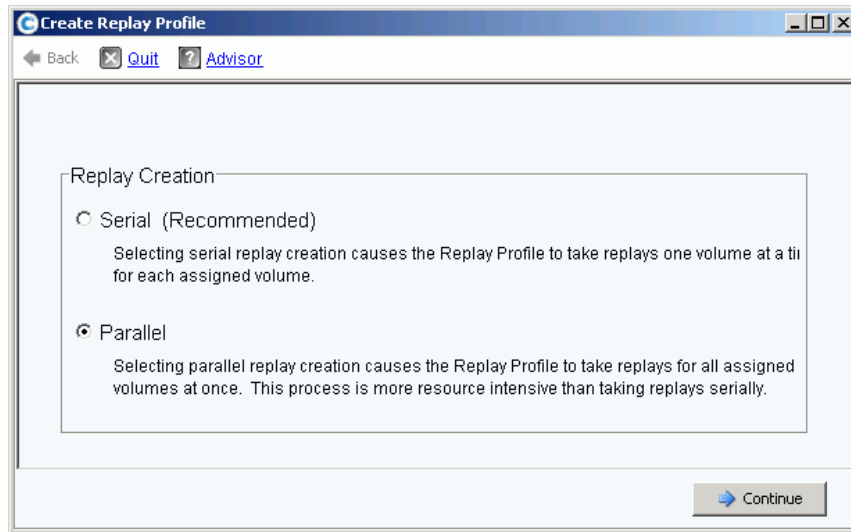 Create Replay Profile
Back Quit ? Advisor
Replay Creation
Serial (Recommended)
Selecting serial replay creation causes the Replay Profile to take replays one volume at a
for each assigned volume.
Parallel
Selecting parallel replay creation causes the Replay Profile to take replays for all assigned
volumes at once. This process is more resource intensive than taking replays serially.
Continue